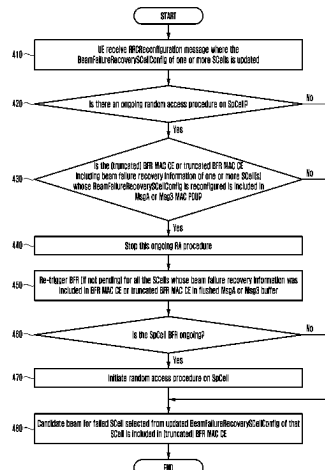 START
410
UE receive RRCReconfiguration message where the
BeamFailureRecoverySCellConfig of one or more SCells is updated
420
Is there an ongoing random access procedure on SpCell?
No
Yes
430
Is the (truncated) BFR MAC CE or truncated BFR MAC CE
including beam failure recovery information of one or more SCell(s)
whose BeamFailureRecoverySCellConfig is reconfigured is included in
MsgA or Msg3 MAC PDU?
No
Yes
440
Stop this ongoing RA procedure
450
Re-trigger BFR (if not pending) for all the SCells whose beam failure recovery information was
included in BFR MAC CE or truncated BFR MAC CE in flushed MsgA or Msg3 buffer
460
Is the SpCell BFR ongoing?
No
Yes
470
Initiate random access procedure on SpCell
480
Candidate beam for failed SCell selected from updated BeamFailureRecoverySCellConfig of that
SCell is included in (truncated) BFR MAC CE
END